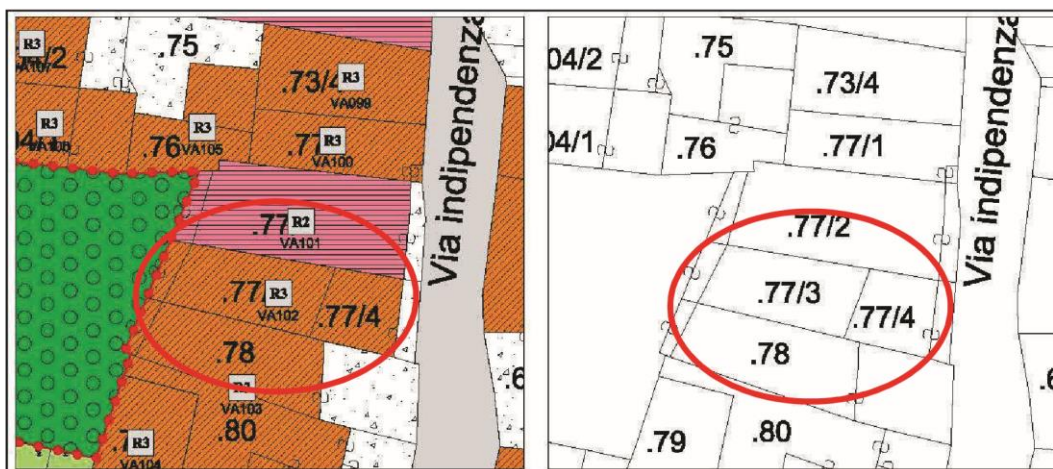 R3
.75
04/2
.73/4
R3
VA099
R3
R3
.76
VA105
.77
R3
VA100
.77
R2
VA101
Via indipendenza
.77
R3
VA102
.77/4
.78
VA103
.80
R3
VA104
.75
04/2
.73/4
04/1
.76
.77/1
.77/2
Via indipendenza
.77/3
.77/4
.78
.79
.80